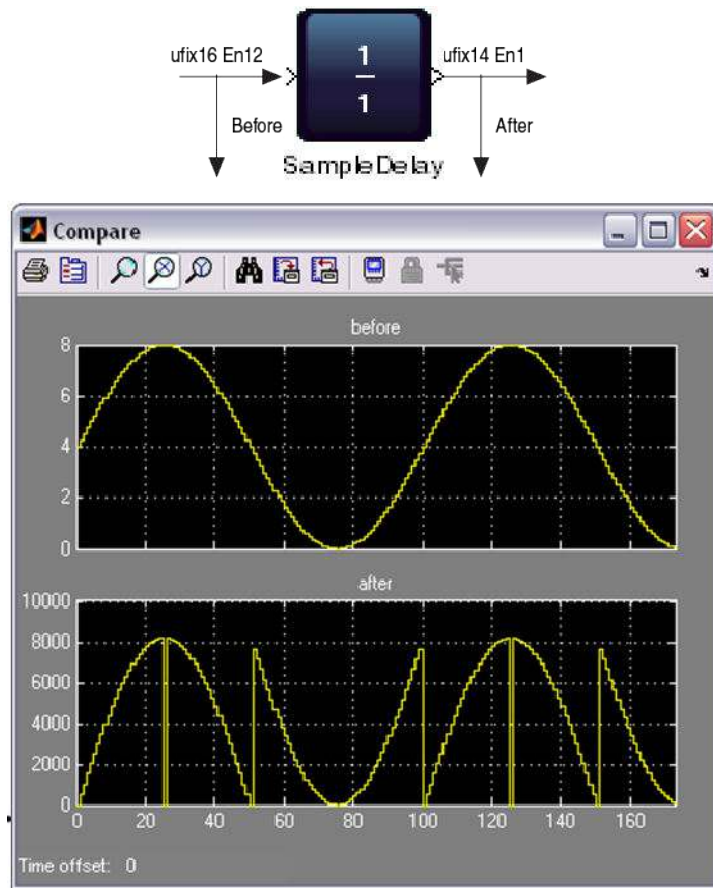 ufix16 En12
1
1
ufix14 En1
Before
After
SampleDelay
Compare
before
8
6
4
2
0
after
10000
8000
6000
4000
2000
0
0 20 40 60 80 100 120 140 160
Time offset: 0